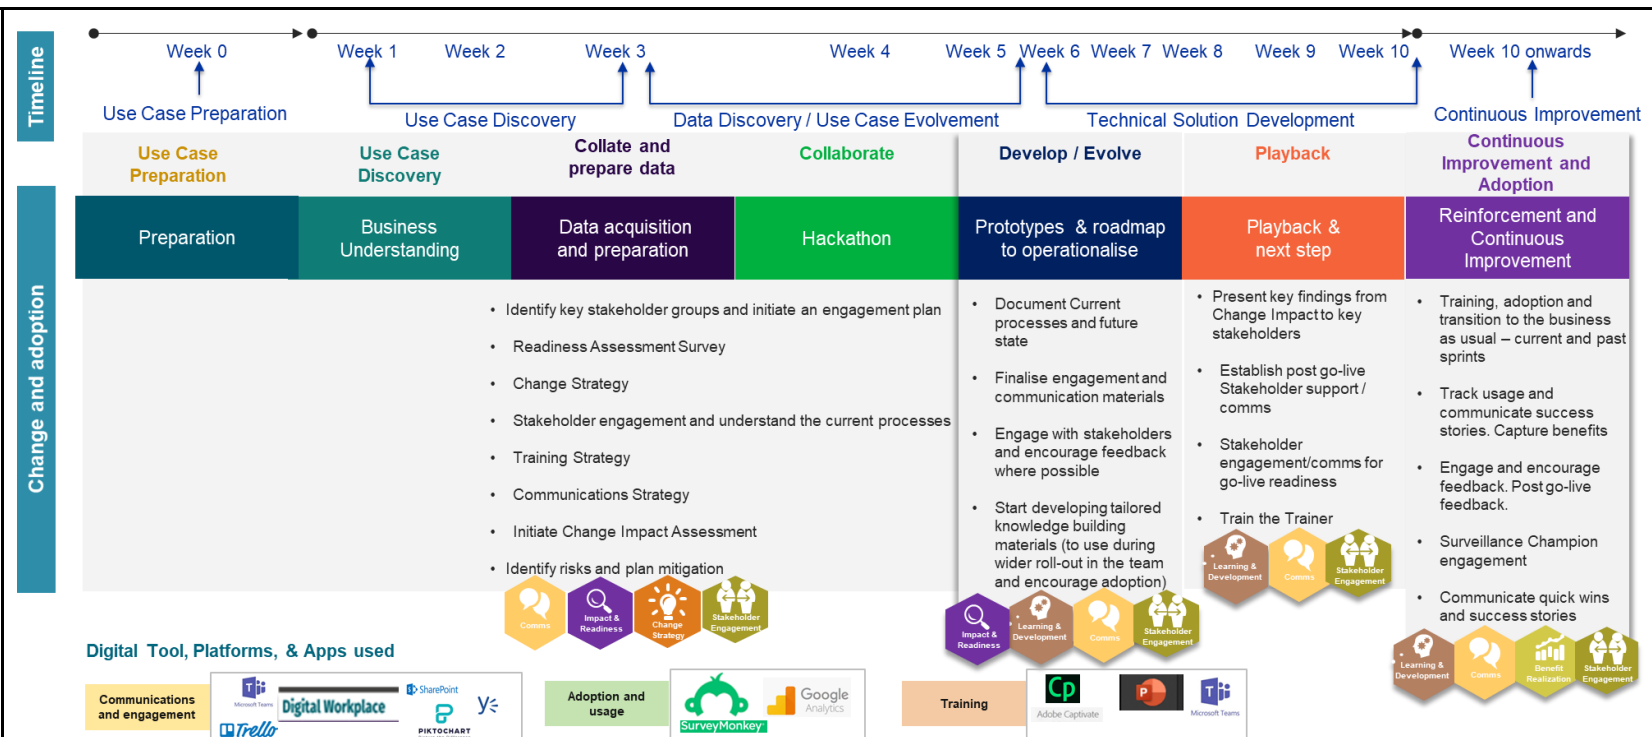 Timeline
Week 0
Week 1
Week 2
Week 3
Week 4
Week 5
Week 6
Week 7
Week 8
Week 9
Week 10
Week 10 onwards
Use Case Preparation
Use Case Discovery
Data Discovery / Use Case Evolvement
Technical Solution Development
Continuous Improvement
Use Case
Preparation
Use Case
Discovery
Collate and
prepare data
Collaborate
Develop / Evolve
Playback
Continuous
Improvement and
Adoption
Change and adoption
Preparation
Business
Understanding
Data acquisition
and preparation
Hackathon
Prototypes & roadmap
to operationalise
Playback &
next step
Reinforcement and
Continuous
Improvement
• Identify key stakeholder groups and initiate an engagement plan
• Readiness Assessment Survey
• Change Strategy
• Stakeholder engagement and understand the current processes
• Training Strategy
• Communications Strategy
• Initiate Change Impact Assessment
• Identify risks and plan mitigation
Comms
Impact &
Readiness
Change
Strategy
Stakeholder
Engagement
• Document Current
processes and future
state
• Finalise engagement and
communication materials
• Engage with stakeholders
and encourage feedback
where possible
• Start developing tailored
knowledge building
materials (to use during
wider roll-out in the team
and encourage adoption)
Impact &
Readiness
Learning &
Development
Comms
Stakeholder
Engagement
• Present key findings from
Change Impact to key
stakeholders
• Establish post go-live
Stakeholder support /
comms
• Stakeholder
engagement/comms for
go-live readiness
• Train the Trainer
Learning &
Development
Comms
Stakeholder
Engagement
• Training, adoption and
transition to the business
as usual – current and past
sprints
• Track usage and
communicate success
stories. Capture benefits
• Engage and encourage
feedback. Post go-live
feedback.
• Surveillance Champion
engagement
• Communicate quick wins
and success stories
Learning &
Development
Comms
Benefit
Realization
Stakeholder
Engagement
Digital Tool, Platforms, & Apps used
Communications
and engagement
Microsoft Teams
Digital Workplace
SharePoint
Trello
PIKTOCHART
Adoption and
usage
SurveyMonkey
Google
Analytics
Training
Cp
Adobe Captivate
P
Microsoft Teams